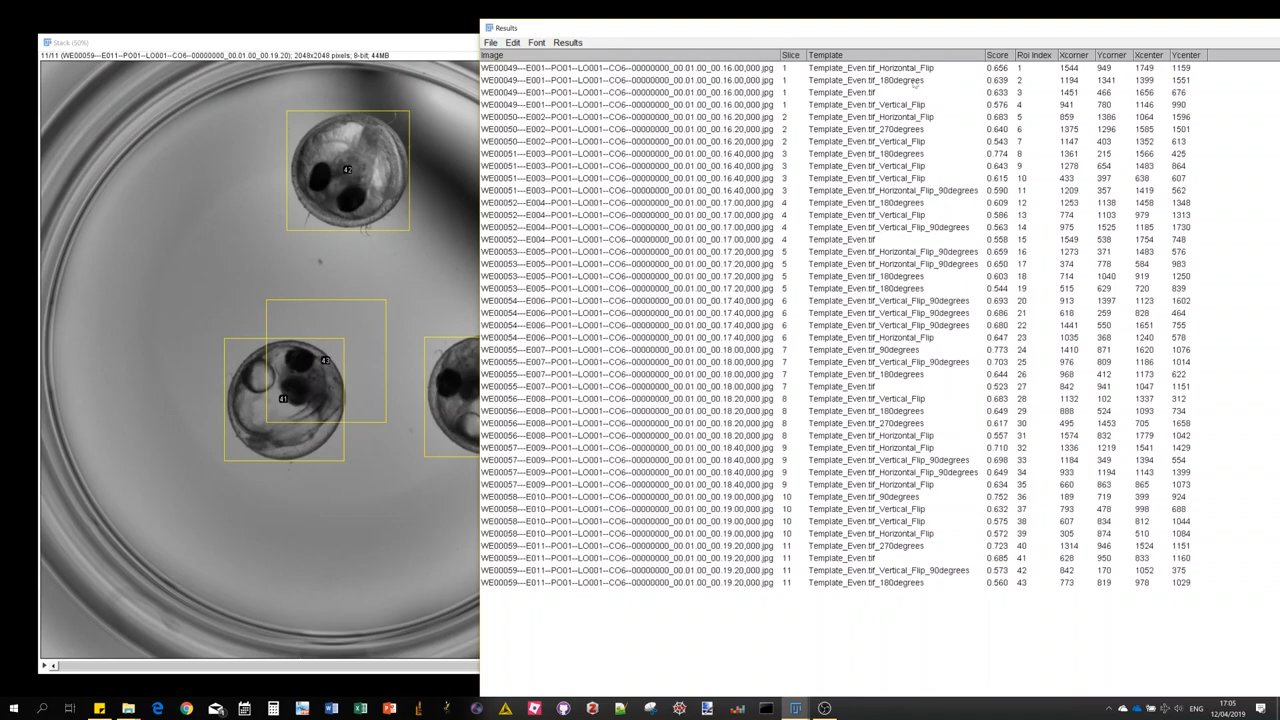 Stack (50%)
11/11 (WE00059---E011--PO01--LO001--CO6--00000000_00.01.00_00.19.20); 2048x2048 pixels; 8-bit; 44MB
42
43
41
Results
File Edit Font Results
Image Slice Template Score Roi Index Xcorner Ycorner Xcenter Ycenter
WE00049---E001---PO01--LO001--CO6--00000000_00.01.00_00.16.00,000.jpg 1 Template_Even.tif_Horizontal_Flip 0.656 1 1544 949 1749 1159
WE00049---E001---PO01--LO001--CO6--00000000_00.01.00_00.16.00,000.jpg 1 Template_Even.tif_180degrees 0.639 2 1194 1341 1399 1551
WE00049---E001---PO01--LO001--CO6--00000000_00.01.00_00.16.00,000.jpg 1 Template_Even.tif 0.633 3 1451 466 1656 676
WE00049---E001---PO01--LO001--CO6--00000000_00.01.00_00.16.00,000.jpg 1 Template_Even.tif_Vertical_Flip 0.576 4 941 780 1146 990
WE00050---E002---PO01--LO001--CO6--00000000_00.01.00_00.16.20,000.jpg 2 Template_Even.tif_Horizontal_Flip 0.683 5 859 1386 1064 1596
WE00050---E002---PO01--LO001--CO6--00000000_00.01.00_00.16.20,000.jpg 2 Template_Even.tif_270degrees 0.640 6 1375 1296 1585 1501
WE00050---E002---PO01--LO001--CO6--00000000_00.01.00_00.16.20,000.jpg 2 Template_Even.tif_Vertical_Flip 0.543 7 1147 403 1352 613
WE00051---E003---PO01--LO001--CO6--00000000_00.01.00_00.16.40,000.jpg 3 Template_Even.tif_180degrees 0.774 8 1361 215 1566 425
WE00051---E003---PO01--LO001--CO6--00000000_00.01.00_00.16.40,000.jpg 3 Template_Even.tif_Vertical_Flip 0.643 9 1278 654 1483 864
WE00051---E003---PO01--LO001--CO6--00000000_00.01.00_00.16.40,000.jpg 3 Template_Even.tif_Vertical_Flip 0.615 10 433 397 638 607
WE00051---E003---PO01--LO001--CO6--00000000_00.01.00_00.16.40,000.jpg 3 Template_Even.tif_Horizontal_Flip_90degrees 0.590 11 1209 357 1419 562
WE00052---E004---PO01--LO001--CO6--00000000_00.01.00_00.17.00,000.jpg 4 Template_Even.tif_180degrees 0.609 12 1253 1138 1458 1348
WE00052---E004---PO01--LO001--CO6--00000000_00.01.00_00.17.00,000.jpg 4 Template_Even.tif_Vertical_Flip 0.586 13 774 1103 979 1313
WE00052---E004---PO01--LO001--CO6--00000000_00.01.00_00.17.00,000.jpg 4 Template_Even.tif_Vertical_Flip_90degrees 0.563 14 975 1525 1185 1730
WE00052---E004---PO01--LO001--CO6--00000000_00.01.00_00.17.00,000.jpg 4 Template_Even.tif 0.558 15 1549 538 1754 748
WE00053---E005---PO01--LO001--CO6--00000000_00.01.00_00.17.20,000.jpg 5 Template_Even.tif_Horizontal_Flip_90degrees 0.659 16 1273 371 1483 576
WE00053---E005---PO01--LO001--CO6--00000000_00.01.00_00.17.20,000.jpg 5 Template_Even.tif_Horizontal_Flip_90degrees 0.650 17 374 778 584 983
WE00053---E005---PO01--LO001--CO6--00000000_00.01.00_00.17.20,000.jpg 5 Template_Even.tif_180degrees 0.603 18 714 1040 919 1250
WE00053---E005---PO01--LO001--CO6--00000000_00.01.00_00.17.20,000.jpg 5 Template_Even.tif_180degrees 0.544 19 515 629 720 839
WE00054---E006---PO01--LO001--CO6--00000000_00.01.00_00.17.40,000.jpg 6 Template_Even.tif_Vertical_Flip_90degrees 0.693 20 913 1397 1123 1602
WE00054---E006---PO01--LO001--CO6--00000000_00.01.00_00.17.40,000.jpg 6 Template_Even.tif_Vertical_Flip_90degrees 0.686 21 618 259 828 464
WE00054---E006---PO01--LO001--CO6--00000000_00.01.00_00.17.40,000.jpg 6 Template_Even.tif_Vertical_Flip_90degrees 0.680 22 1441 550 1651 755
WE00054---E006---PO01--LO001--CO6--00000000_00.01.00_00.17.40,000.jpg 6 Template_Even.tif_Horizontal_Flip 0.647 23 1035 368 1240 578
WE00055---E007---PO01--LO001--CO6--00000000_00.01.00_00.18.00,000.jpg 7 Template_Even.tif_90degrees 0.773 24 1410 871 1620 1076
WE00055---E007---PO01--LO001--CO6--00000000_00.01.00_00.18.00,000.jpg 7 Template_Even.tif_Vertical_Flip_90degrees 0.703 25 976 809 1186 1014
WE00055---E007---PO01--LO001--CO6--00000000_00.01.00_00.18.00,000.jpg 7 Template_Even.tif_180degrees 0.644 26 968 412 1173 622
WE00055---E007---PO01--LO001--CO6--00000000_00.01.00_00.18.00,000.jpg 7 Template_Even.tif 0.523 27 842 941 1047 1151
WE00056---E008---PO01--LO001--CO6--00000000_00.01.00_00.18.20,000.jpg 8 Template_Even.tif_Vertical_Flip 0.683 28 1132 102 1337 312
WE00056---E008---PO01--LO001--CO6--00000000_00.01.00_00.18.20,000.jpg 8 Template_Even.tif_180degrees 0.649 29 888 524 1093 734
WE00056---E008---PO01--LO001--CO6--00000000_00.01.00_00.18.20,000.jpg 8 Template_Even.tif_270degrees 0.617 30 495 1453 705 1658
WE00056---E008---PO01--LO001--CO6--00000000_00.01.00_00.18.20,000.jpg 8 Template_Even.tif_Horizontal_Flip 0.557 31 1574 832 1779 1042
WE00057---E009---PO01--LO001--CO6--00000000_00.01.00_00.18.40,000.jpg 9 Template_Even.tif_Horizontal_Flip 0.710 32 1336 1219 1541 1429
WE00057---E009---PO01--LO001--CO6--00000000_00.01.00_00.18.40,000.jpg 9 Template_Even.tif_Vertical_Flip_90degrees 0.698 33 1184 349 1394 554
WE00057---E009---PO01--LO001--CO6--00000000_00.01.00_00.18.40,000.jpg 9 Template_Even.tif_Horizontal_Flip_90degrees 0.649 34 933 1194 1143 1399
WE00057---E009---PO01--LO001--CO6--00000000_00.01.00_00.18.40,000.jpg 9 Template_Even.tif_Horizontal_Flip 0.634 35 660 863 865 1073
WE00058---E010---PO01--LO001--CO6--00000000_00.01.00_00.19.00,000.jpg 10 Template_Even.tif_90degrees 0.752 36 189 719 399 924
WE00058---E010---PO01--LO001--CO6--00000000_00.01.00_00.19.00,000.jpg 10 Template_Even.tif_Vertical_Flip 0.632 37 793 478 998 688
WE00058---E010---PO01--LO001--CO6--00000000_00.01.00_00.19.00,000.jpg 10 Template_Even.tif_Vertical_Flip 0.575 38 607 834 812 1044
WE00058---E010---PO01--LO001--CO6--00000000_00.01.00_00.19.00,000.jpg 10 Template_Even.tif_Horizontal_Flip 0.572 39 305 874 510 1084
WE00059---E011---PO01--LO001--CO6--00000000_00.01.00_00.19.20,000.jpg 11 Template_Even.tif_270degrees 0.723 40 1314 946 1524 1151
WE00059---E011---PO01--LO001--CO6--00000000_00.01.00_00.19.20,000.jpg 11 Template_Even.tif 0.685 41 628 950 833 1160
WE00059---E011---PO01--LO001--CO6--00000000_00.01.00_00.19.20,000.jpg 11 Template_Even.tif_Vertical_Flip_90degrees 0.573 42 842 170 1052 375
WE00059---E011---PO01--LO001--CO6--00000000_00.01.00_00.19.20,000.jpg 11 Template_Even.tif_180degrees 0.560 43 773 819 978 1029
ENG
17:05
12/04/2019